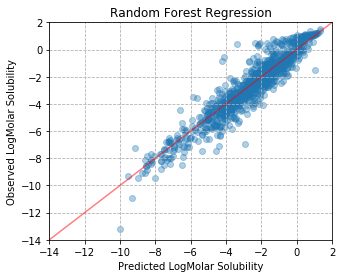 Random Forest Regression
Observed LogMolar Solubility
2
0
−2
−4
−6
−8
−10
−12
−14
−14 −12 −10 −8 −6 −4 −2 0 2
Predicted LogMolar Solubility